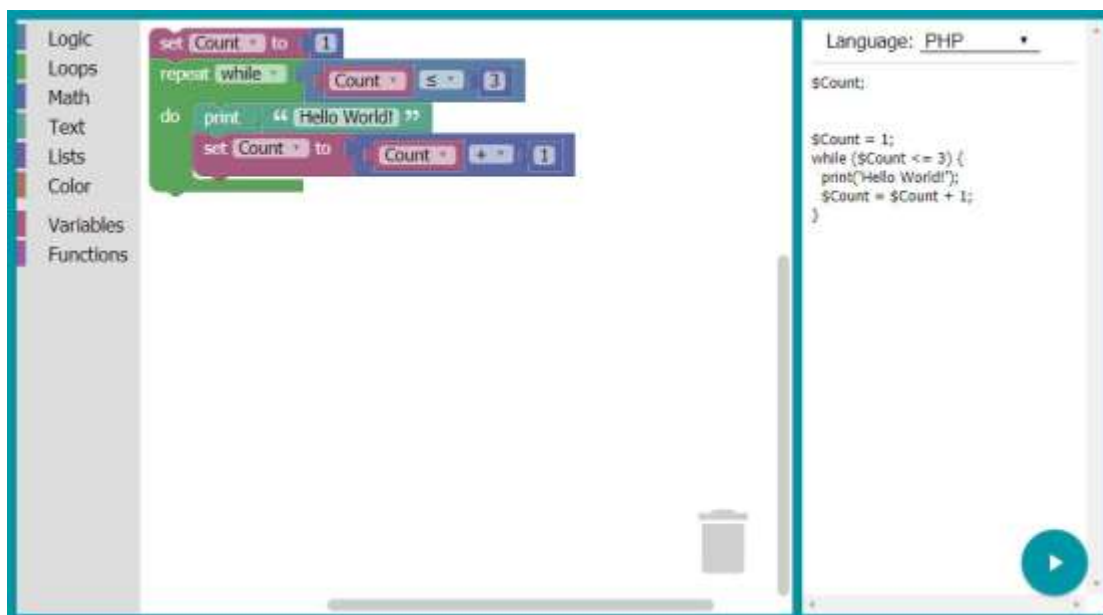 Logic
Loops
Math
Text
Lists
Color
Variables
Functions
set Count to 1
repeat while Count ≤ 3
do print “ Hello World! ”
set Count to Count + 1
Language: PHP
$Count;
$Count = 1;
while ($Count <= 3) {
print('Hello World!');
$Count = $Count + 1;
}